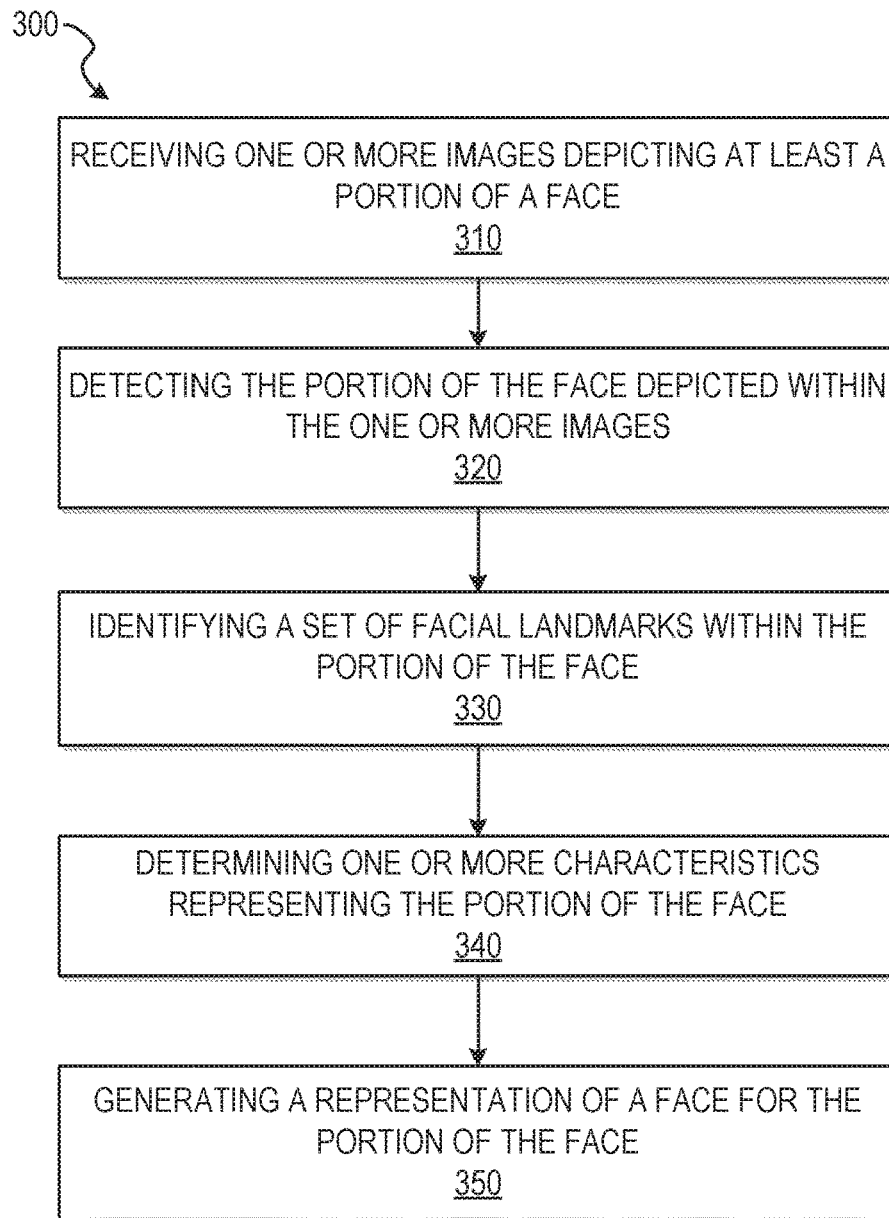 300
RECEIVING ONE OR MORE IMAGES DEPICTING AT LEAST A
PORTION OF A FACE
310
DETECTING THE PORTION OF THE FACE DEPICTED WITHIN
THE ONE OR MORE IMAGES
320
IDENTIFYING A SET OF FACIAL LANDMARKS WITHIN THE
PORTION OF THE FACE
330
DETERMINING ONE OR MORE CHARACTERISTICS
REPRESENTING THE PORTION OF THE FACE
340
GENERATING A REPRESENTATION OF A FACE FOR THE
PORTION OF THE FACE
350